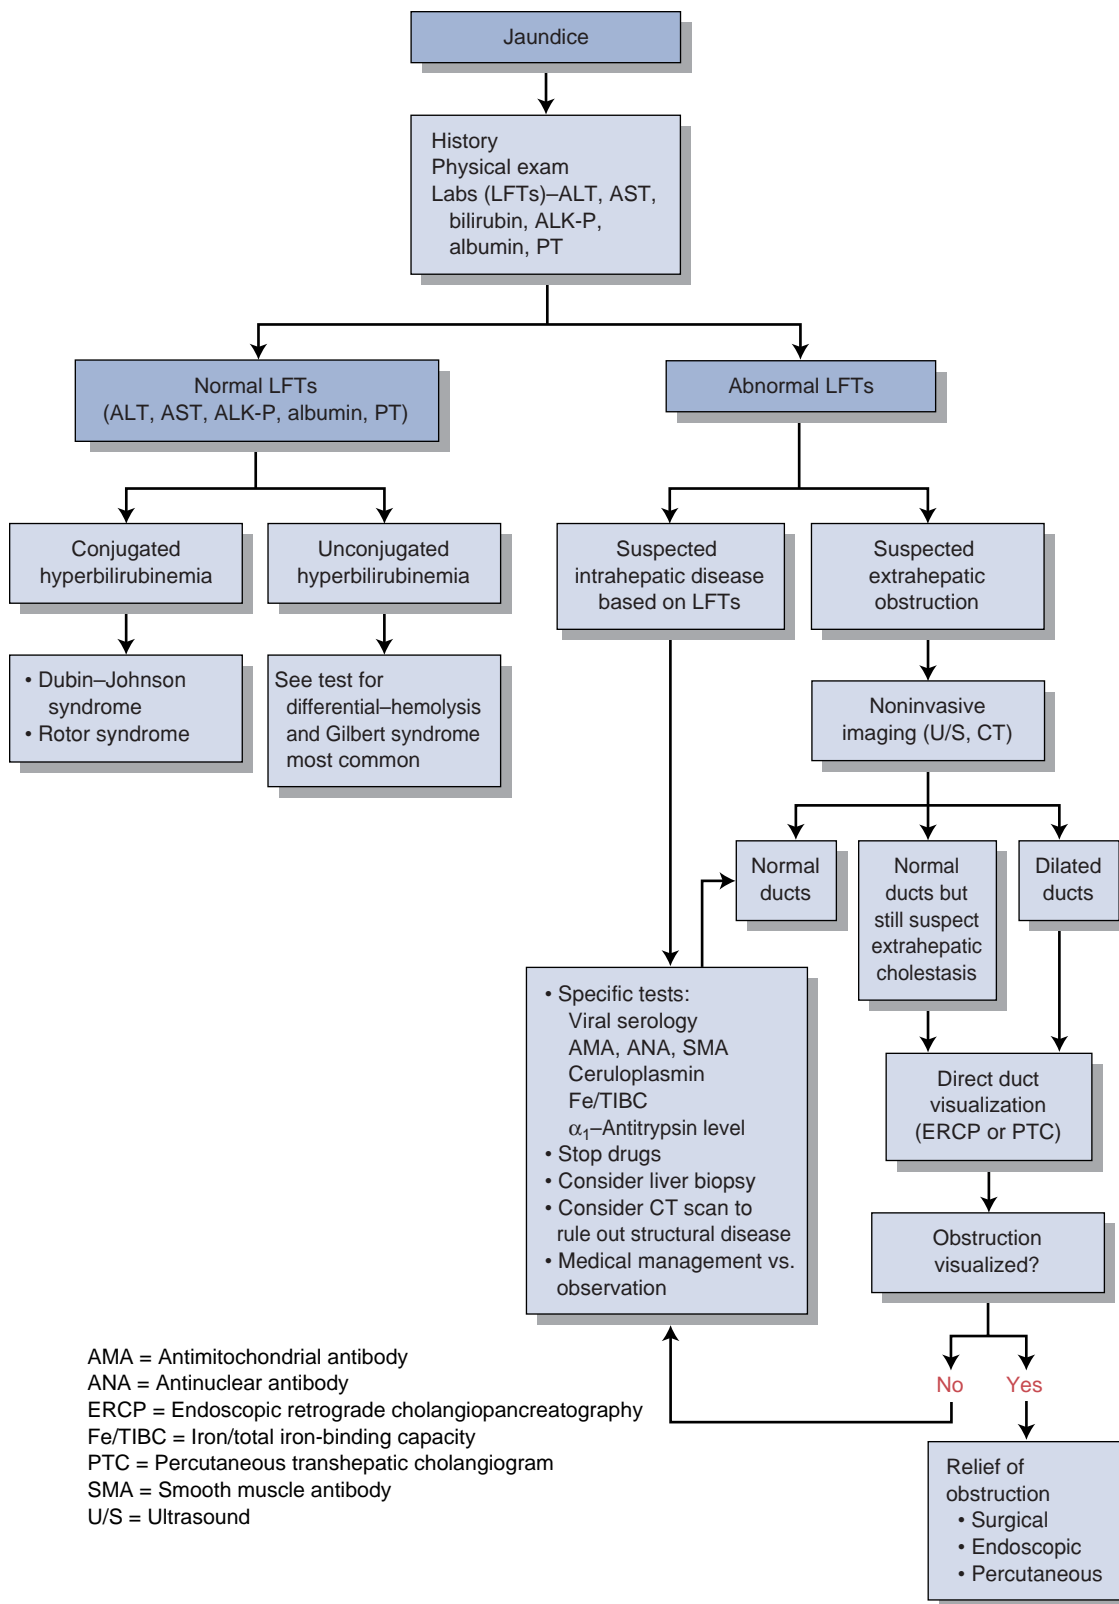 Jaundice
History
Physical exam
Labs (LFTs)–ALT, AST,
bilirubin, ALK-P,
albumin, PT
Normal LFTs
(ALT, AST, ALK-P, albumin, PT)
Abnormal LFTs
Conjugated
hyperbilirubinemia
Unconjugated
hyperbilirubinemia
Suspected
intrahepatic disease
based on LFTs
Suspected
extrahepatic
obstruction
• Dubin–Johnson
syndrome
• Rotor syndrome
See test for
differential–hemolysis
and Gilbert syndrome
most common
Noninvasive
imaging (U/S, CT)
Normal
ducts
Normal
ducts but
still suspect
extrahepatic
cholestasis
Dilated
ducts
• Specific tests:
Viral serology
AMA, ANA, SMA
Ceruloplasmin
Fe/TIBC
α1–Antitrypsin level
• Stop drugs
• Consider liver biopsy
• Consider CT scan to
rule out structural disease
• Medical management vs.
observation
Direct duct
visualization
(ERCP or PTC)
Obstruction
visualized?
No
Yes
Relief of
obstruction
• Surgical
• Endoscopic
• Percutaneous
AMA = Antimitochondrial antibody
ANA = Antinuclear antibody
ERCP = Endoscopic retrograde cholangiopancreatography
Fe/TIBC = Iron/total iron-binding capacity
PTC = Percutaneous transhepatic cholangiogram
SMA = Smooth muscle antibody
U/S = Ultrasound